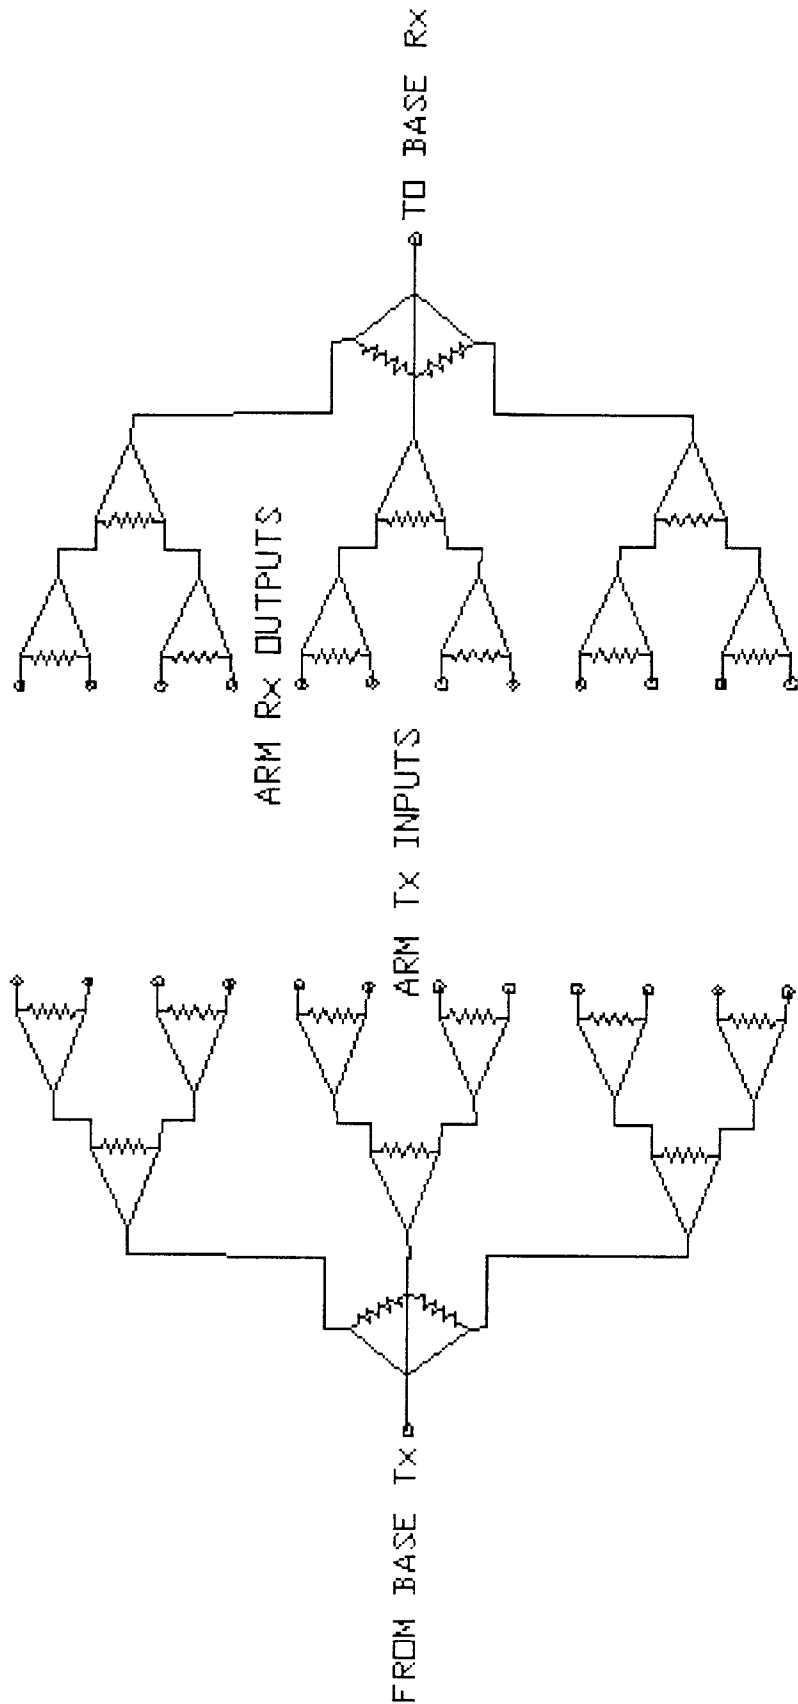 TO BASE Rx
ARM Rx OUTPUTS
ARM Tx INPUTS
FROM BASE Tx